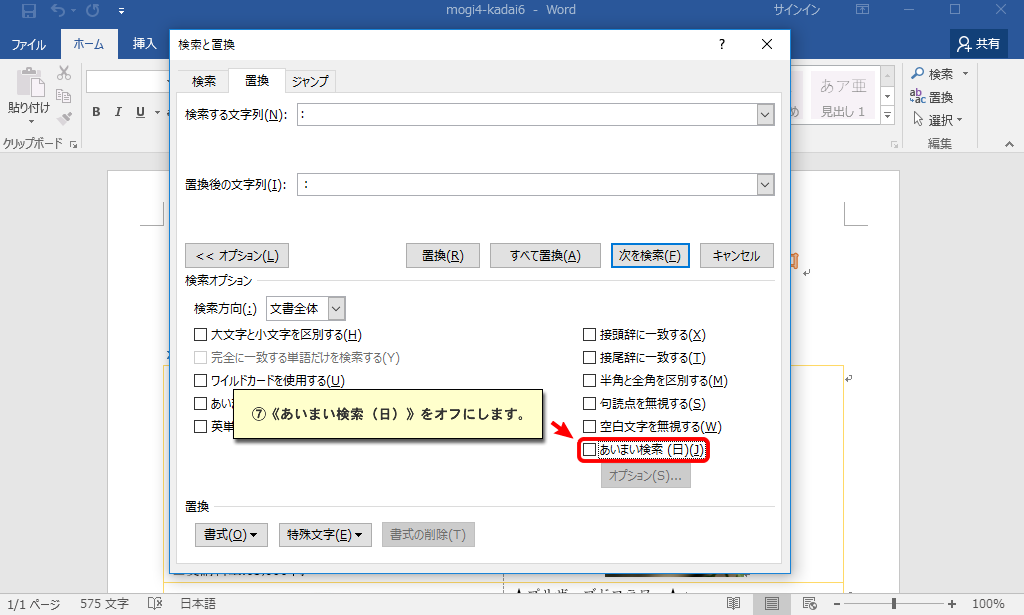 mogi4-kadai6 - Word
サインイン
ファイル
ホーム
挿入
共有
貼り付け
B I U
クリップボード
あア亜
見出し 1
検索
置換
選択
編集
検索と置換
?
検索
置換
ジャンプ
検索する文字列(N):
:
置換後の文字列(I):
：
<< オプション(L)
置換(R)
すべて置換(A)
次を検索(F)
キャンセル
検索オプション
検索方向(:)
文書全体
大文字と小文字を区別する(H)
完全に一致する単語だけを検索する(Y)
ワイルドカードを使用する(U)
あい
英単
接頭辞に一致する(X)
接尾辞に一致する(T)
半角と全角を区別する(M)
句読点を無視する(S)
空白文字を無視する(W)
あいまい検索 (日)(J)
オプション(S)...
⑦《あいまい検索（日）》をオフにします。
置換
書式(O)
特殊文字(E)
書式の削除(T)
1/1 ページ
575 文字
日本語
100%